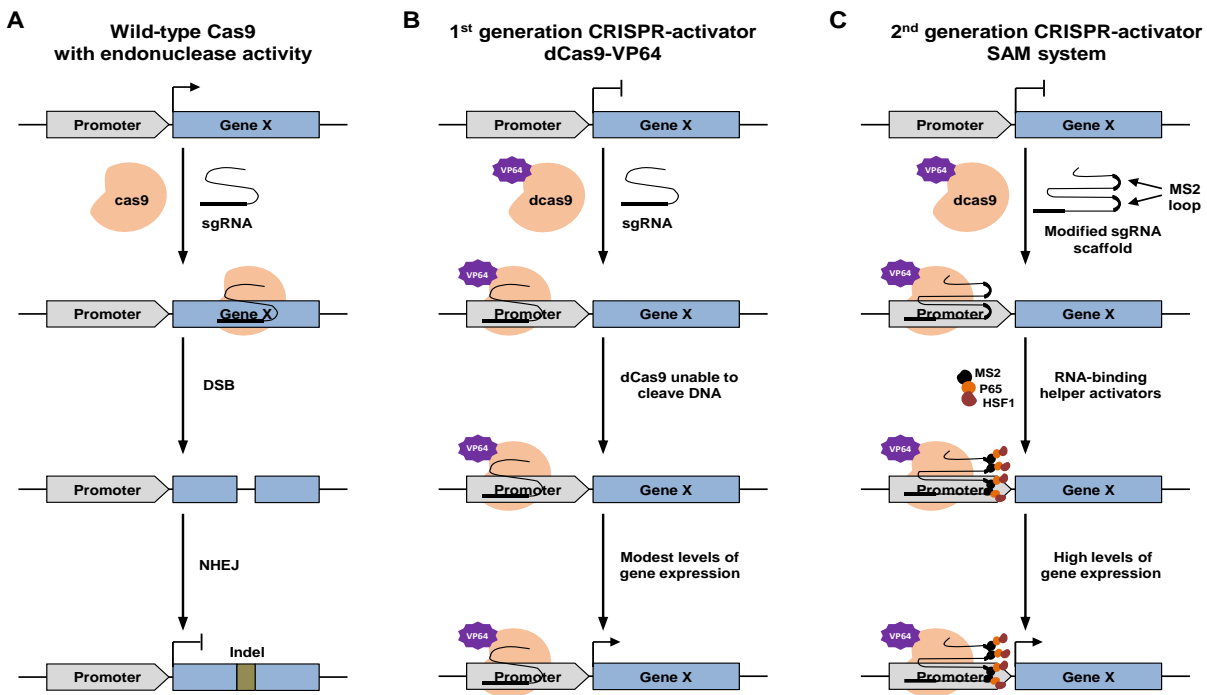 A
Wild-type Cas9
with endonuclease activity
Promoter
Gene X
cas9
sgRNA
Promoter
Gene X
DSB
Promoter
NHEJ
Indel
Promoter
B
1st generation CRISPR-activator
dCas9-VP64
Promoter
Gene X
VP64
dcas9
sgRNA
VP64
Promoter
Gene X
dCas9 unable to
cleave DNA
VP64
Promoter
Gene X
Modest levels of
gene expression
VP64
Promoter
Gene X
C
2nd generation CRISPR-activator
SAM system
Promoter
Gene X
VP64
dcas9
MS2
loop
Modified sgRNA
scaffold
VP64
Promoter
Gene X
MS2
P65
HSF1
RNA-binding
helper activators
VP64
Promoter
Gene X
High levels of
gene expression
VP64
Promoter
Gene X